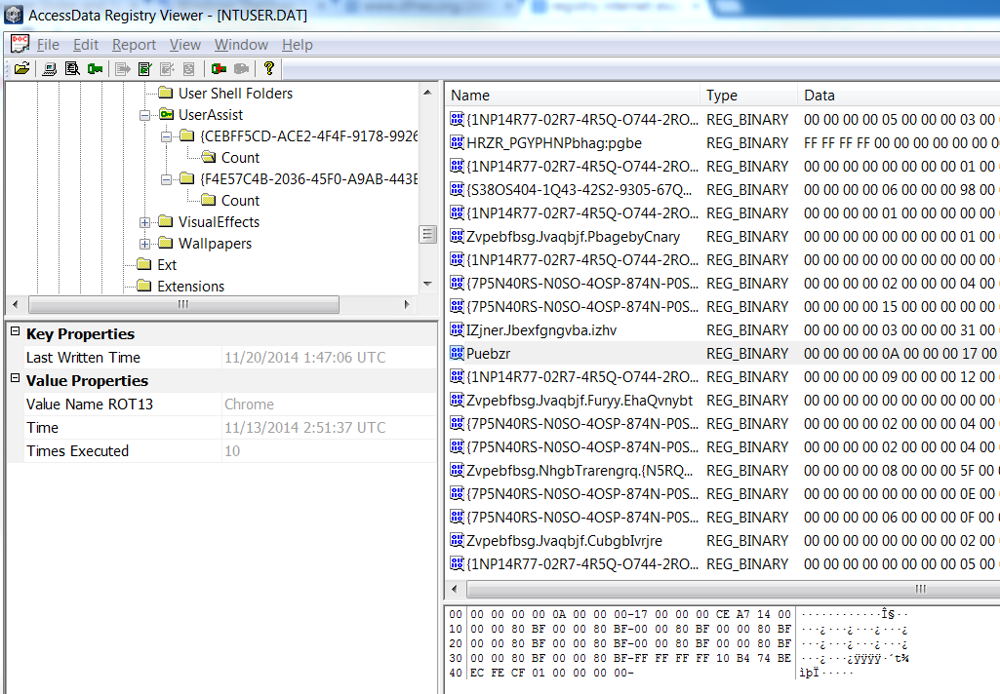 AccessData Registry Viewer - [NTUSER.DAT]
File Edit Report View Window Help
User Shell Folders
UserAssist
{CEBFF5CD-ACE2-4F4F-9178-9926
Count
{F4E57C4B-2036-45F0-A9AB-443B
Count
VisualEffects
Wallpapers
Ext
Extensions
Key Properties
Last Written Time 11/20/2014 1:47:06 UTC
Value Properties
Value Name ROT13 Chrome
Time 11/13/2014 2:51:37 UTC
Times Executed 10
Name Type Data
{1NP14R77-02R7-4R5Q-O744-2RO... REG_BINARY 00 00 00 00 05 00 00 00 03 00
HRZR_PGYPHNPbhag:pgbe REG_BINARY FF FF FF FF 00 00 00 00 00 00
{1NP14R77-02R7-4R5Q-O744-2RO... REG_BINARY 00 00 00 00 00 00 00 00 01 00
{S38OS404-1Q43-42S2-9305-67Q... REG_BINARY 00 00 00 00 06 00 00 00 98 00
{1NP14R77-02R7-4R5Q-O744-2RO... REG_BINARY 00 00 00 00 01 00 00 00 00 00
Zvpebfbsg.Jvaqbjf.PbagebyCnary REG_BINARY 00 00 00 00 00 00 00 00 01 00
{1NP14R77-02R7-4R5Q-O744-2RO... REG_BINARY 00 00 00 00 00 00 00 00 00 00
{7P5N40RS-N0SO-4OSP-874N-P0S... REG_BINARY 00 00 00 00 02 00 00 00 04 00
{7P5N40RS-N0SO-4OSP-874N-P0S... REG_BINARY 00 00 00 00 15 00 00 00 00 00
IZjner.Jbexfgngvba.izhv REG_BINARY 00 00 00 00 03 00 00 00 31 00
Puebzr REG_BINARY 00 00 00 00 0A 00 00 00 17 00
{1NP14R77-02R7-4R5Q-O744-2RO... REG_BINARY 00 00 00 00 09 00 00 00 12 00
Zvpebfbsg.Jvaqbjf.Furyy.EhaQvnybt REG_BINARY 00 00 00 00 00 00 00 00 00 00
{7P5N40RS-N0SO-4OSP-874N-P0S... REG_BINARY 00 00 00 00 02 00 00 00 04 00
{7P5N40RS-N0SO-4OSP-874N-P0S... REG_BINARY 00 00 00 00 02 00 00 00 04 00
Zvpebfbsg.NhgbTrarengrq.{N5RQ... REG_BINARY 00 00 00 00 08 00 00 00 5F 00
{7P5N40RS-N0SO-4OSP-874N-P0S... REG_BINARY 00 00 00 00 00 00 00 00 0E 00
{7P5N40RS-N0SO-4OSP-874N-P0S... REG_BINARY 00 00 00 00 06 00 00 00 0F 00
Zvpebfbsg.Jvaqbjf.CubgbIvrjre REG_BINARY 00 00 00 00 00 00 00 00 02 00
{1NP14R77-02R7-4R5Q-O744-2RO... REG_BINARY 00 00 00 00 00 00 00 00 05 00
00 00 00 00 00 0A 00 00 00-17 00 00 00 CE A7 14 00 ············Î§··
10 00 00 80 BF 00 00 80 BF-00 00 80 BF 00 00 80 BF ···¿···¿···¿···¿
20 00 00 80 BF 00 00 80 BF-00 00 80 BF 00 00 80 BF ···¿···¿···¿···¿
30 00 00 80 BF 00 00 80 BF-FF FF FF FF 10 B4 74 BE ···¿···¿ÿÿÿÿ·´t¾
40 EC FE CF 01 00 00 00 00- ìþÏ·····